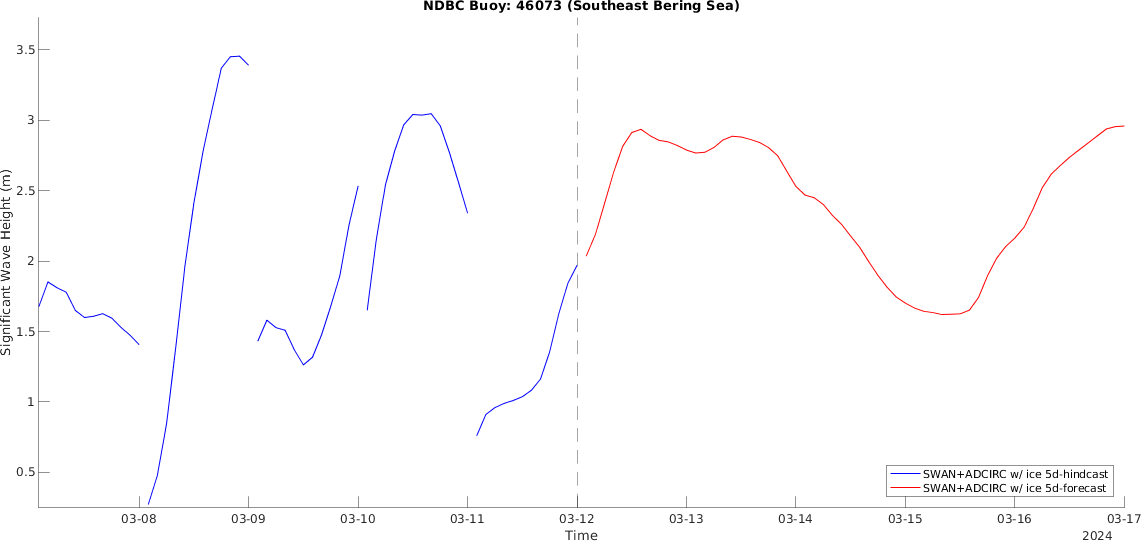 NDBC Buoy: 46073 (Southeast Bering Sea)
Significant Wave Height (m)
3.5
3
2.5
2
1.5
1
0.5
SWAN+ADCIRC w/ ice 5d-hindcast
SWAN+ADCIRC w/ ice 5d-forecast
03-08 03-09 03-10 03-11 03-12 03-13 03-14 03-15 03-16 03-17
Time
2024